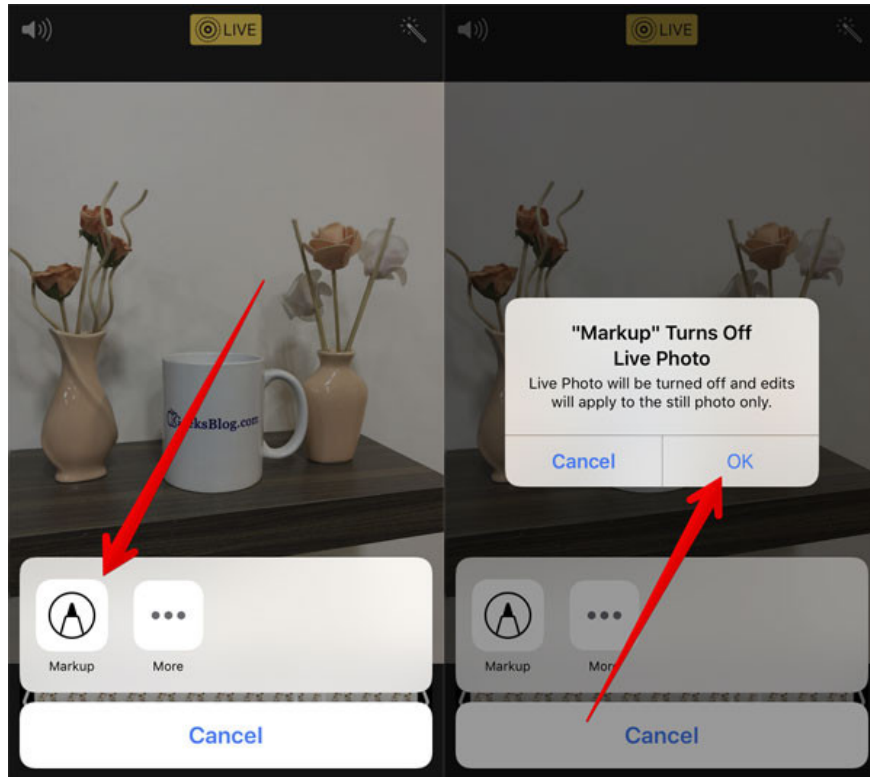 LIVE
Markup
More
Cancel
LIVE
"Markup" Turns Off
Live Photo
Live Photo will be turned off and edits
will apply to the still photo only.
Cancel
OK
Markup
Cancel